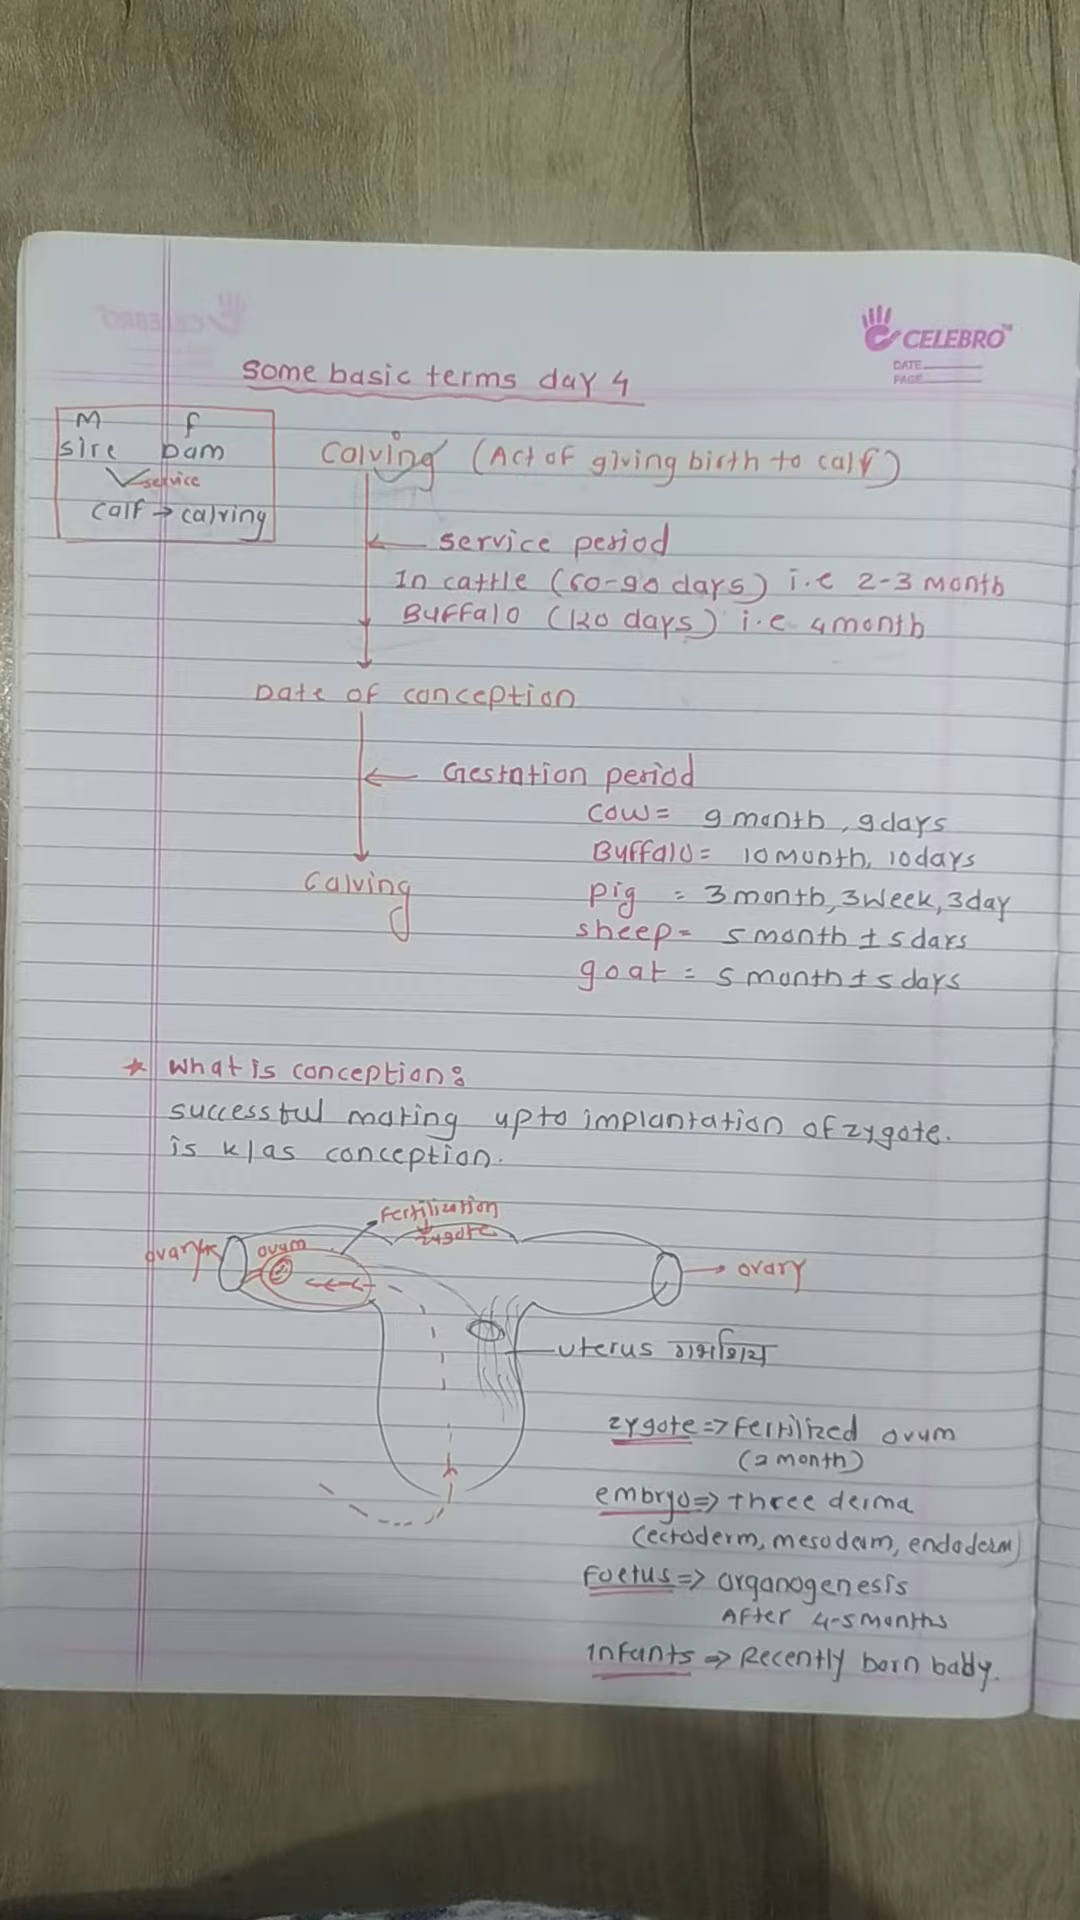 CELEBRO™
DATE
PAGE
Some basic terms day 4
M f
sire Dam
service
calf → calving
Calving (Act of giving birth to calf)
← service period
In cattle (60-90 days) i.e 2-3 month
Buffalo (120 days) i.e 4 month
Date of conception
← Gestation period
cow = 9 month, 9 days
Buffalo = 10 month, 10 days
Calving
pig = 3 month, 3 week, 3 day
sheep = 5 month ± 5 days
goat = 5 month ± 5 days
* What is conception:
successful mating upto implantation of zygote.
is k/as conception.
Fertilization
zygote
ovary
ovum
→ ovary
uterus गर्भाशय
zygote => Fertilized ovum
(2 month)
embryo => three derma
(ectoderm, mesoderm, endoderm)
Foetus => organogenesis
After 4-5 months
Infants => Recently born baby.